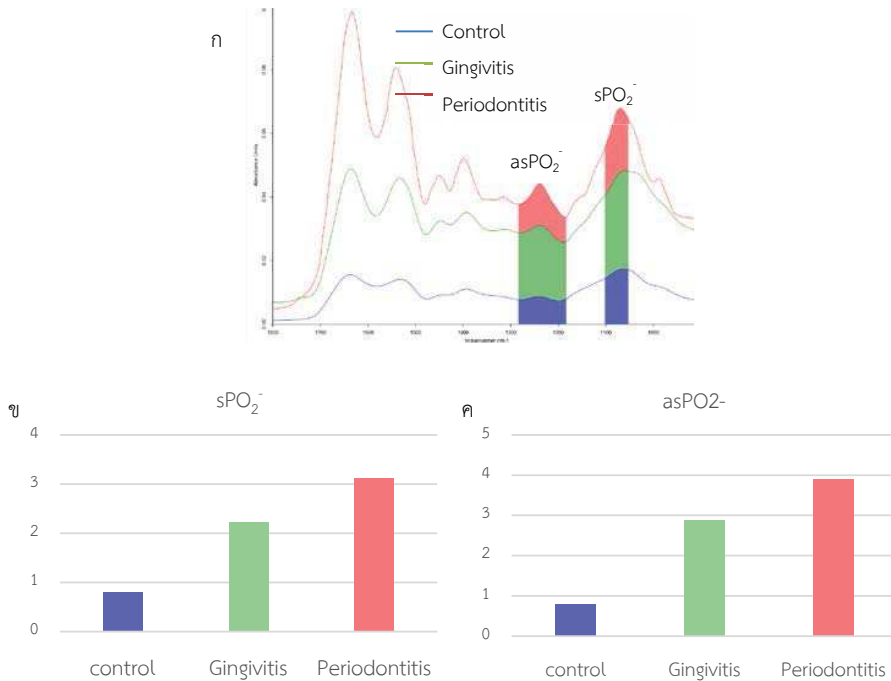 ก
Control
Gingivitis
Periodontitis
asPO₂⁻
sPO₂⁻
ข
sPO₂⁻
4
3
2
1
0
control Gingivitis Periodontitis
ค
asPO2-
5
4
3
2
1
0
control Gingivitis Periodontitis